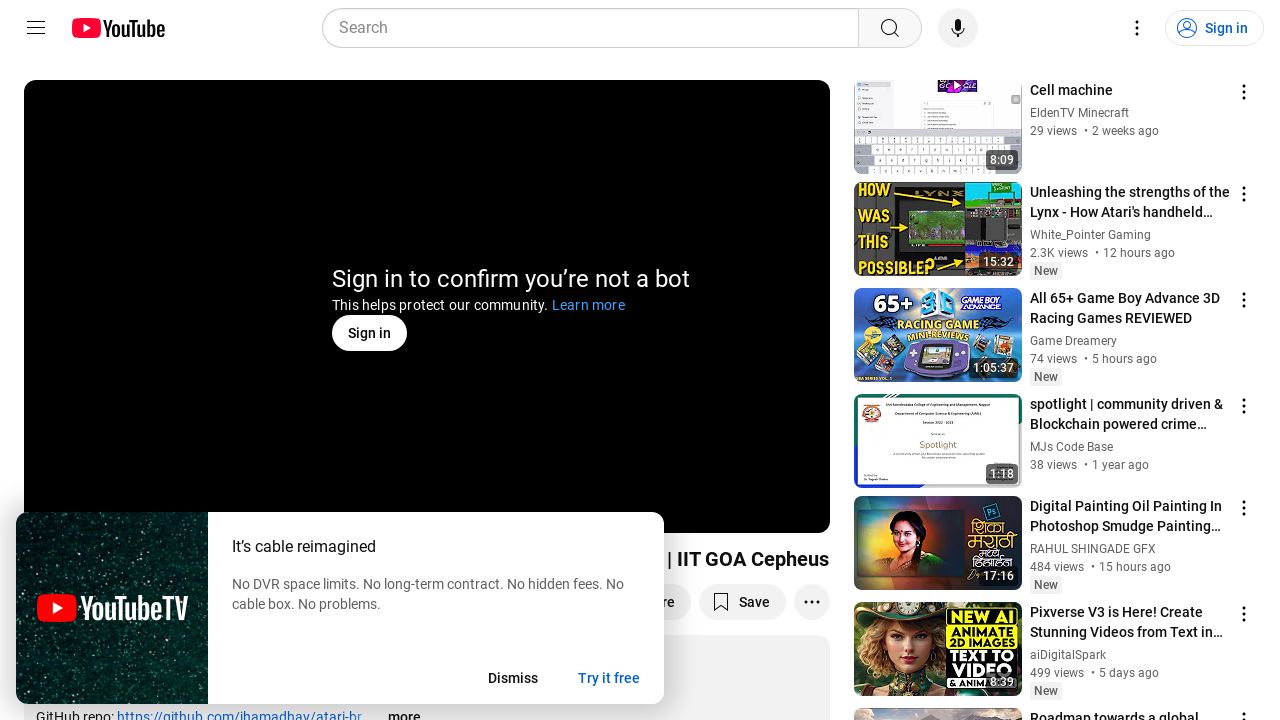 YouTube
Search
Sign in
Sign in to confirm you’re not a bot
This helps protect our community. Learn more
Sign in
| IIT GOA Cepheus
re
Save
It’s cable reimagined
No DVR space limits. No long-term contract. No hidden fees. No
cable box. No problems.
YouTubeTV
Dismiss
Try it free
GitHub repo: https://github.com/jhamadhav/atari-br
...more
8:09
Cell machine
EldenTV Minecraft
29 views • 2 weeks ago
HOW
WAS
THIS
POSSIBLE?
LYNX
15:32
Unleashing the strengths of the
Lynx - How Atari's handheld…
White_Pointer Gaming
2.3K views • 12 hours ago
New
65+ 3D GAME BOY ADVANCE
RACING GAME
MINI REVIEWS
1:05:37
All 65+ Game Boy Advance 3D
Racing Games REVIEWED
Game Dreamery
74 views • 5 hours ago
New
Spotlight
1:18
spotlight | community driven &
Blockchain powered crime…
MJs Code Base
38 views • 1 year ago
Ps
शिका
मराठी
मध्ये
17:16
Digital Painting Oil Painting In
Photoshop Smudge Painting…
RAHUL SHINGADE GFX
484 views • 15 hours ago
New
NEW AI
ANIMATE
2D IMAGES
TEXT TO
VIDEO
8:39
Pixverse V3 is Here! Create
Stunning Videos from Text in…
aiDigitalSpark
499 views • 5 days ago
New
Roadmap towards a global